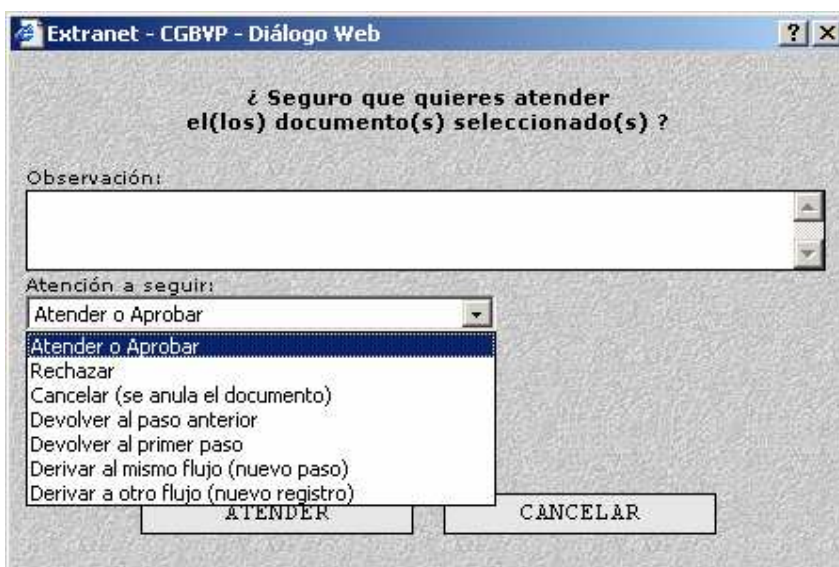 Extranet - CGBVP - Diálogo Web
¿ Seguro que quieres atender
el(los) documento(s) seleccionado(s) ?
Observación:
Atención a seguir:
Atender o Aprobar
Atender o Aprobar
Rechazar
Cancelar (se anula el documento)
Devolver al paso anterior
Devolver al primer paso
Derivar al mismo flujo (nuevo paso)
Derivar a otro flujo (nuevo registro)
ATENDER CANCELAR